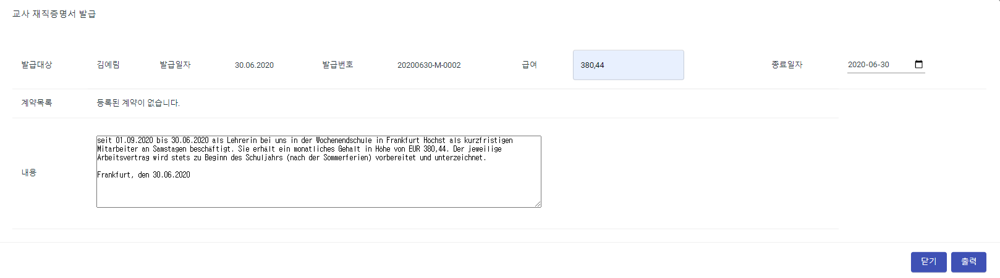 교사 재직증명서 발급
발급대상 김예림 발급일자 30.06.2020 발급번호 20200630-M-0002 급여 380,44 종료일자 2020-06-30
계약목록 등록된 계약이 없습니다.
내용
seit 01.09.2020 bis 30.06.2020 als Lehrerin bei uns in der Wochenendschule in Frankfurt Höchst als kurzfristigen
Mitarbeiter an Samstagen beschäftigt. Sie erhält ein monatliches Gehalt in Höhe von EUR 380,44. Der jeweilige
Arbeitsvertrag wird stets zu Beginn des Schuljahrs (nach der Sommerferien) vorbereitet und unterzeichnet.
Frankfurt, den 30.06.2020
닫기 출력